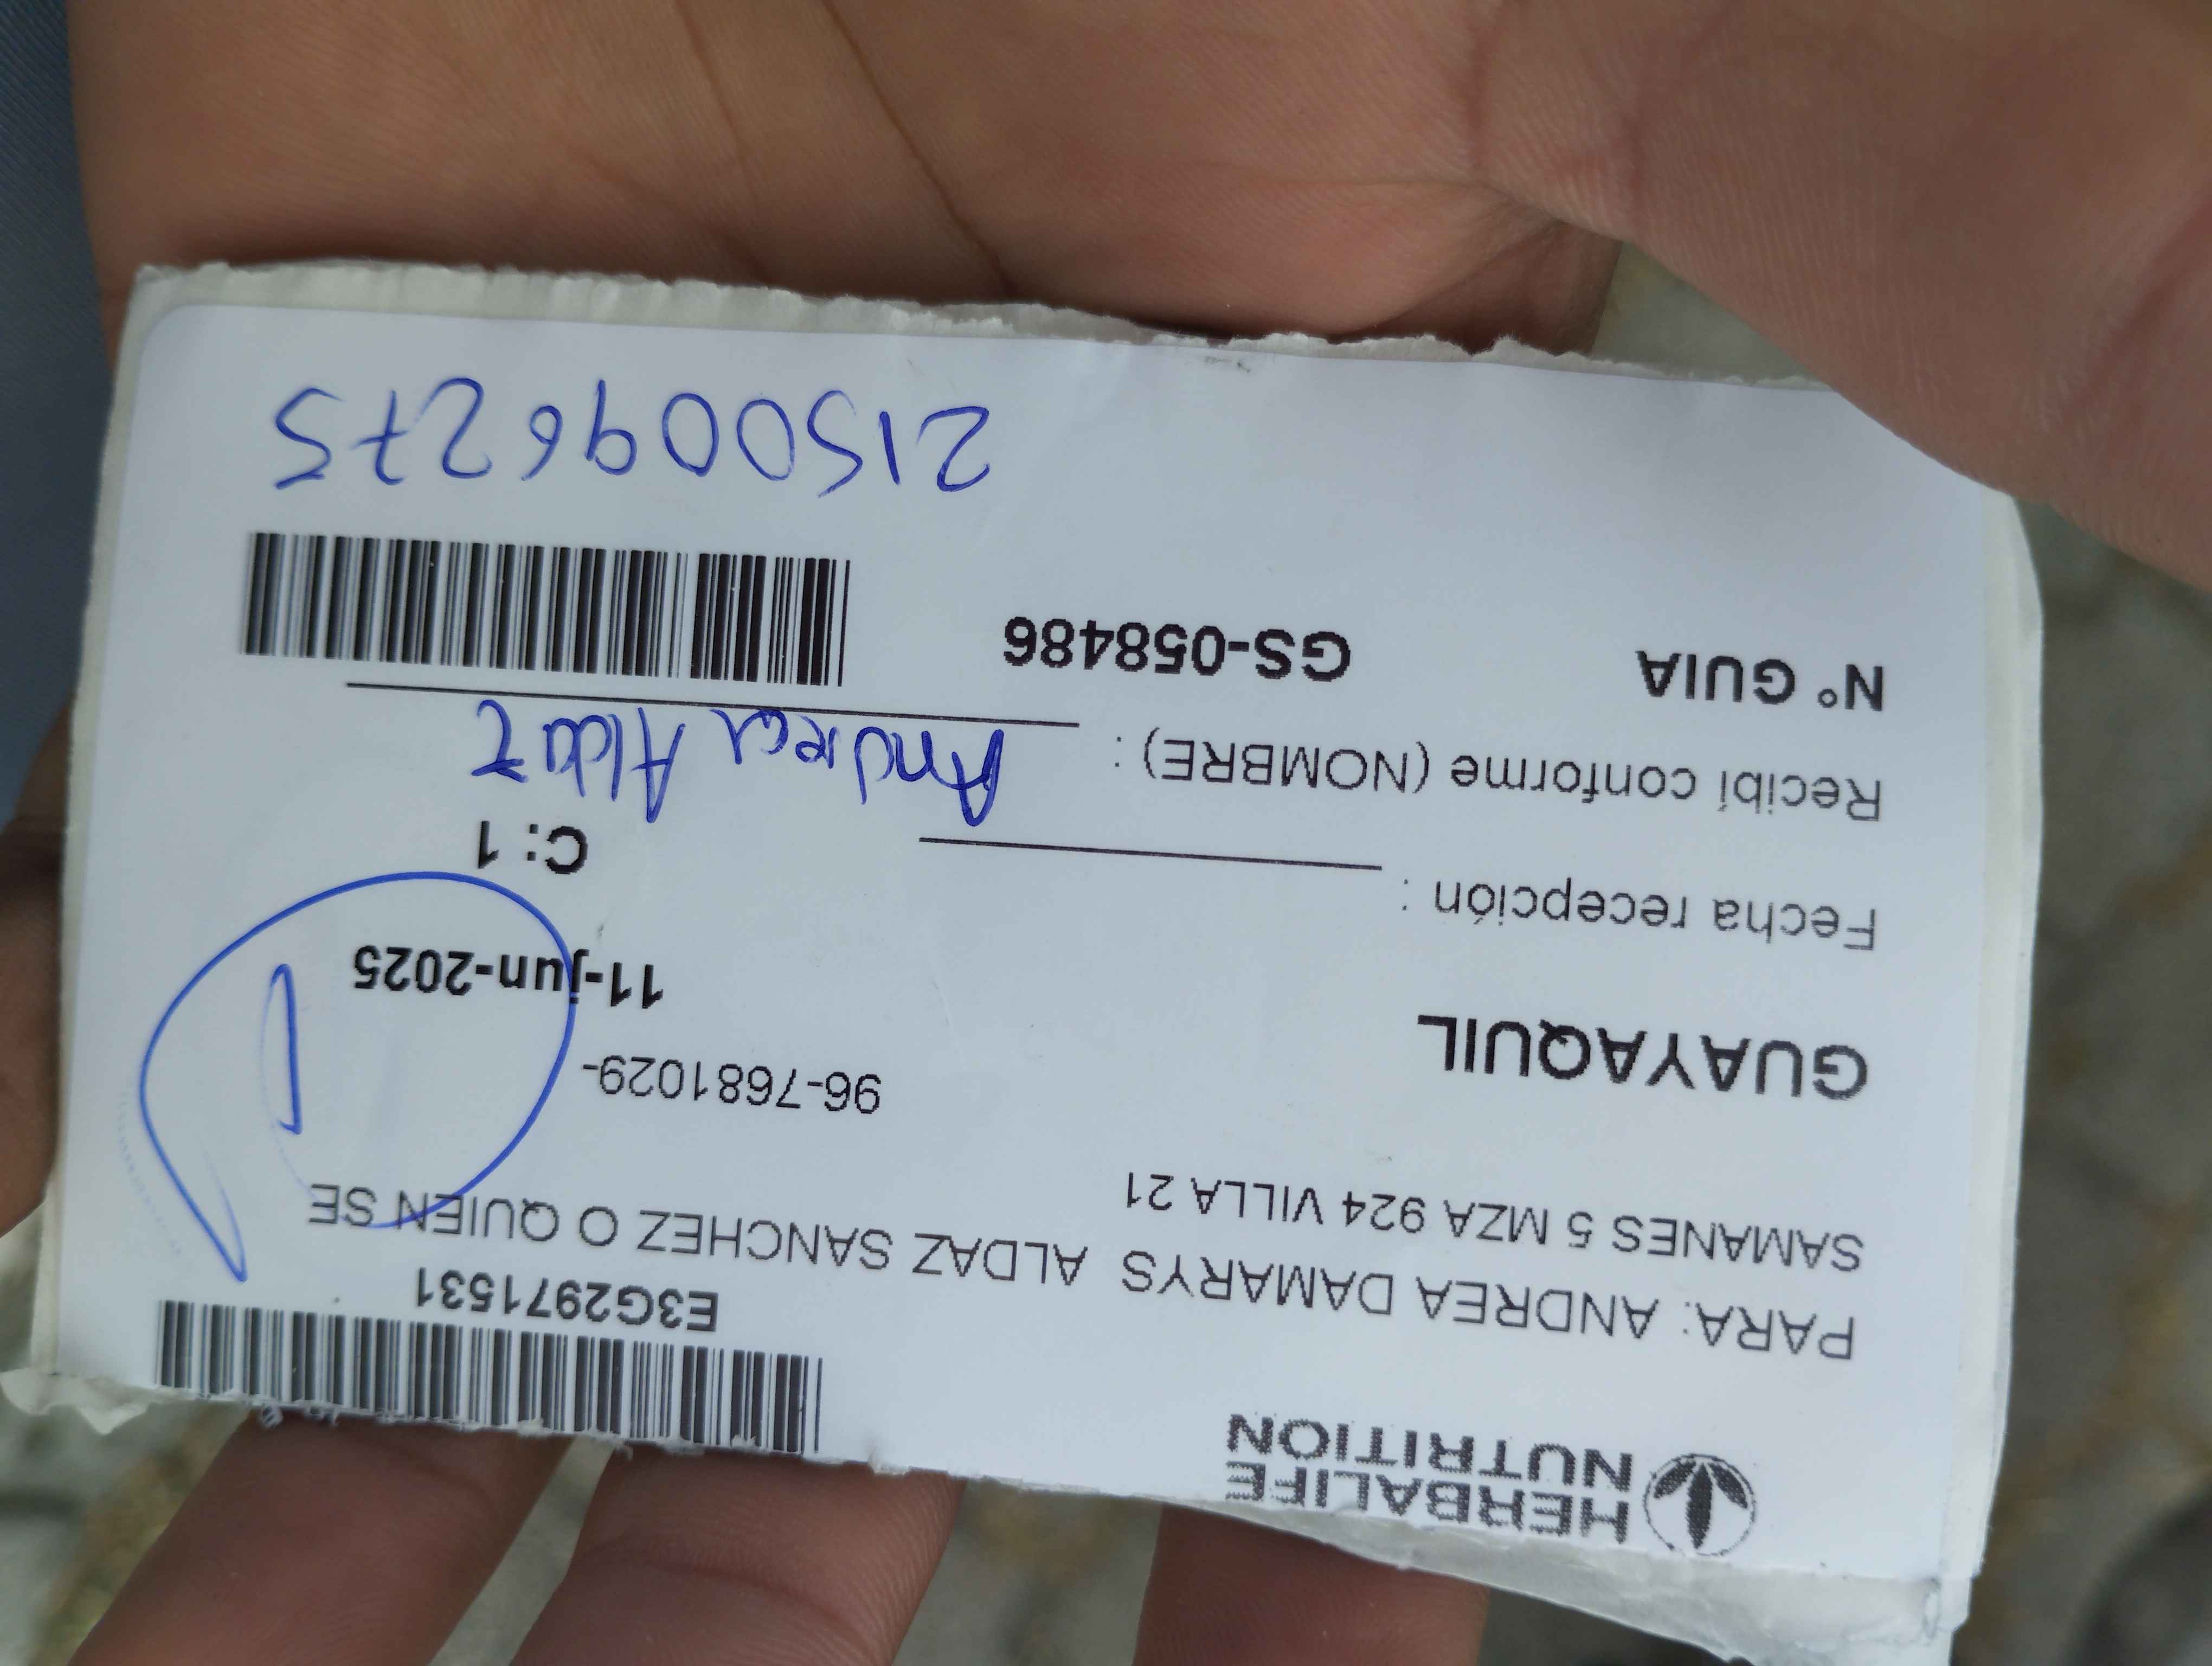 HERBALIFE
NUTRITION
E3G2971531
PARA: ANDREA DAMARYS ALDAZ SANCHEZ O QUIEN SE
SAMANES 5 MZA 924 VILLA 21
96-7681029-
GUAYAQUIL
11-jun-2025
1
Fecha recepción :
C: 1
Recibí conforme (NOMBRE) : Andrea Aldaz
N° GUIA GS-058486
2150096275